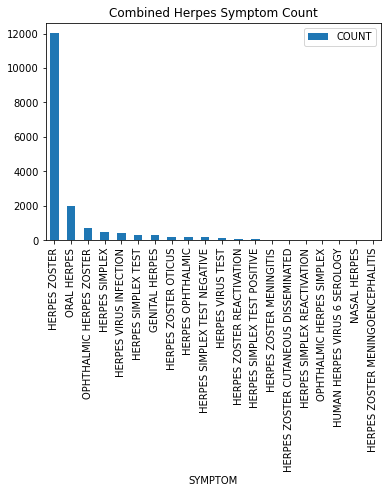 Combined Herpes Symptom Count
COUNT
12000
10000
8000
6000
4000
2000
0
HERPES ZOSTER
ORAL HERPES
OPHTHALMIC HERPES ZOSTER
HERPES SIMPLEX
HERPES VIRUS INFECTION
HERPES SIMPLEX TEST
GENITAL HERPES
HERPES ZOSTER OTICUS
HERPES OPHTHALMIC
HERPES SIMPLEX TEST NEGATIVE
HERPES VIRUS TEST
HERPES ZOSTER REACTIVATION
HERPES SIMPLEX TEST POSITIVE
HERPES ZOSTER MENINGITIS
HERPES ZOSTER CUTANEOUS DISSEMINATED
HERPES SIMPLEX REACTIVATION
OPHTHALMIC HERPES SIMPLEX
HUMAN HERPES VIRUS 6 SEROLOGY
NASAL HERPES
HERPES ZOSTER MENINGOENCEPHALITIS
SYMPTOM